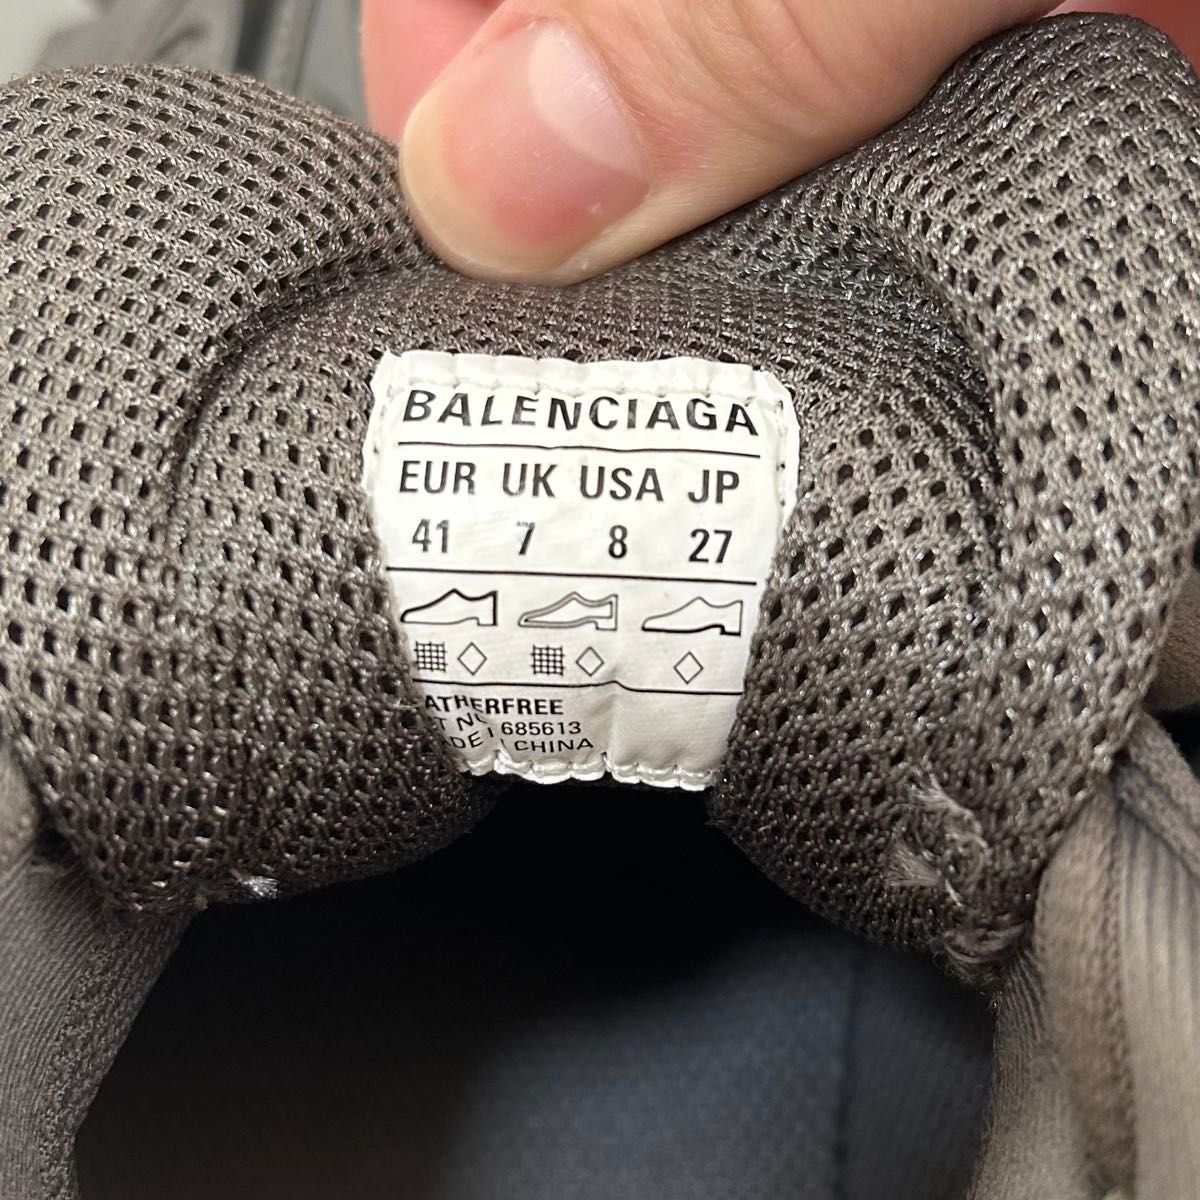 BALENCIAGA
EUR UK USA JP
41 7 8 27
685613
CHINA